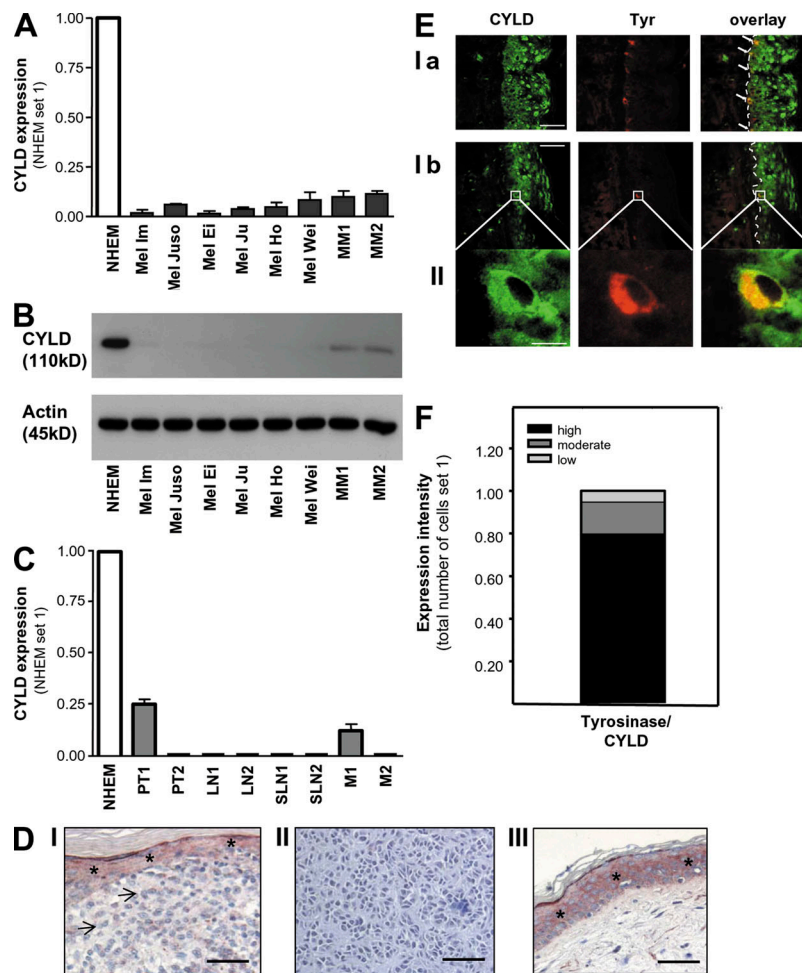 A
CYLD expression
(NHEM set 1)
1.00
0.75
0.50
0.25
0.00
NHEM
Mel Im
Mel Juso
Mel Ei
Mel Ju
Mel Ho
Mel Wei
MM1
MM2
B
CYLD
(110kD)
Actin
(45kD)
NHEM
Mel Im
Mel Juso
Mel Ei
Mel Ju
Mel Ho
Mel Wei
MM1
MM2
C
CYLD expression
(NHEM set 1)
1.00
0.75
0.50
0.25
0.00
NHEM
PT1
PT2
LN1
LN2
SLN1
SLN2
M1
M2
D
I
* * *
II
III
* * *
E
CYLD Tyr overlay
I a
I b
II
F
Expression intensity
(total number of cells set 1)
high
moderate
low
1.20
1.00
0.80
0.60
0.40
0.20
Tyrosinase/
CYLD